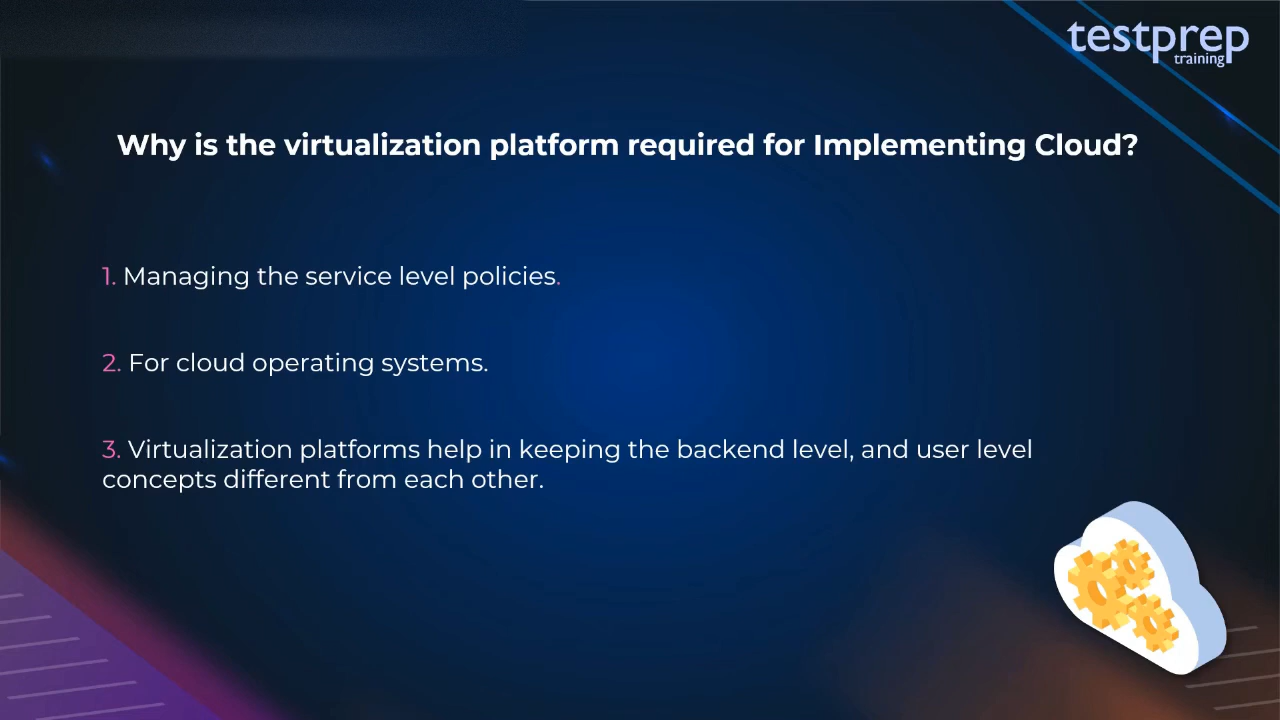 testprep
training
Why is the virtualization platform required for Implementing Cloud?
1. Managing the service level policies.
2. For cloud operating systems.
3. Virtualization platforms help in keeping the backend level, and user level
concepts different from each other.